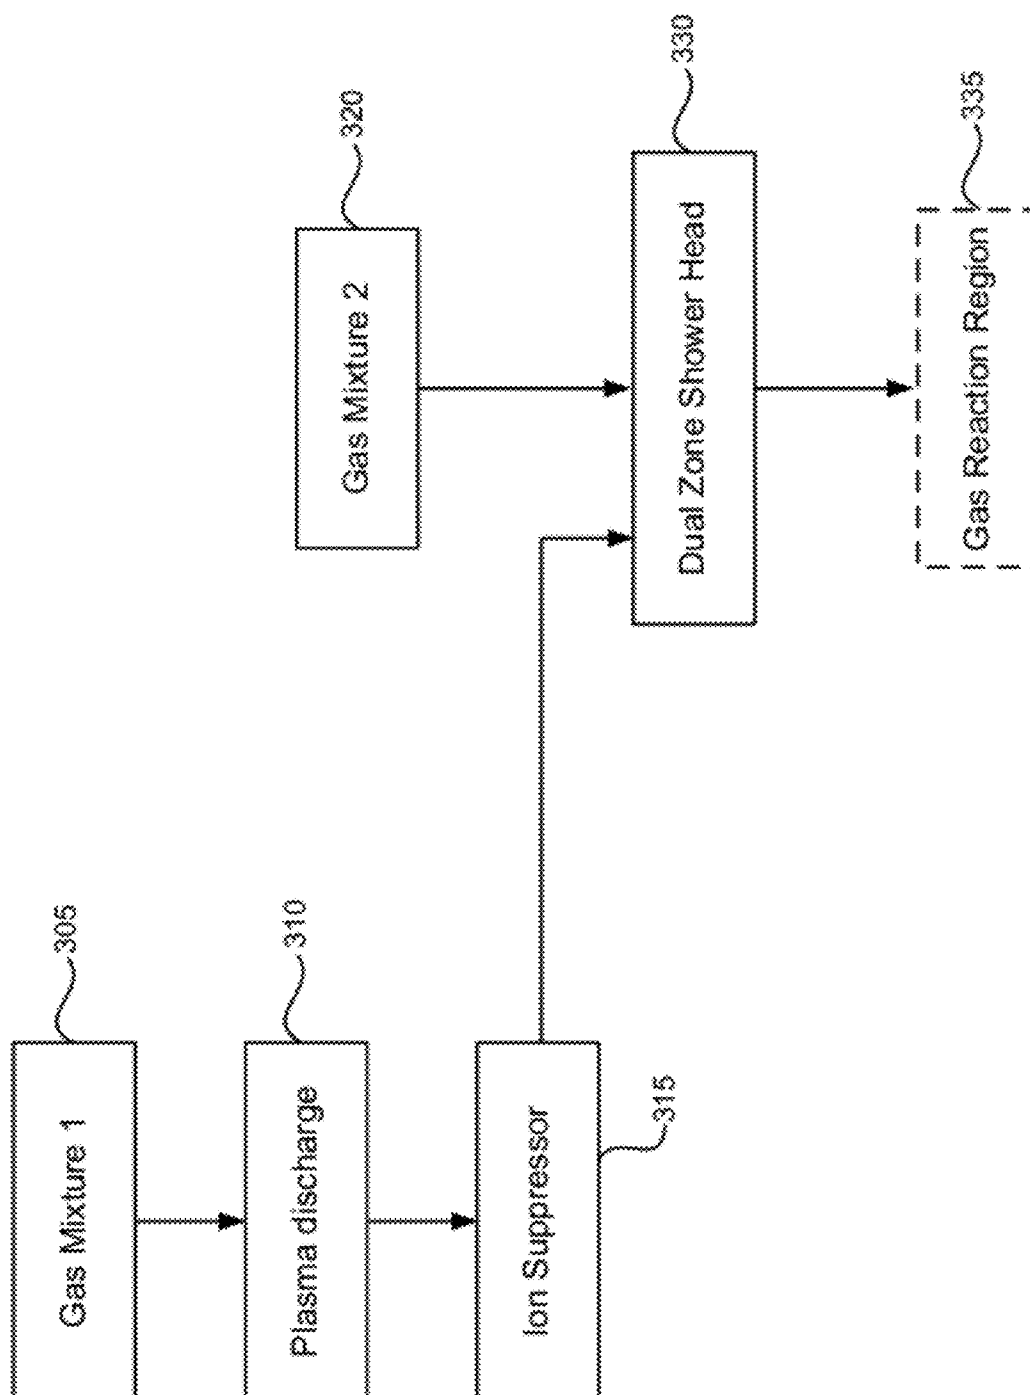 Gas Mixture 1
305
Plasma discharge
310
Ion Suppressor
315
Gas Mixture 2
320
Dual Zone Shower Head
330
Gas Reaction Region
335